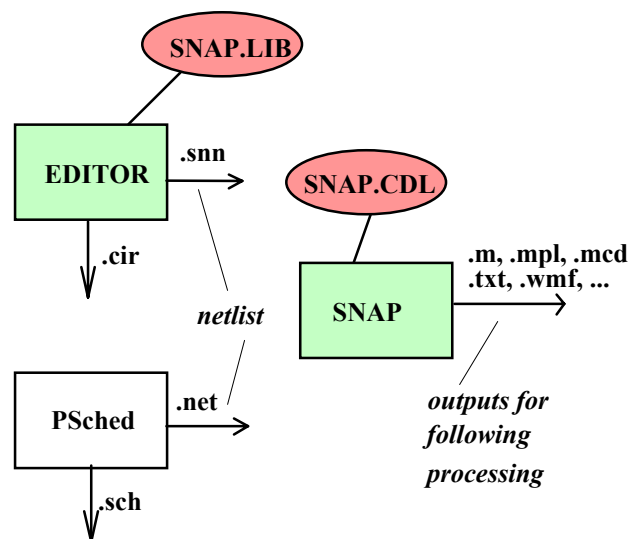 SNAP.LIB
EDITOR
.snn
.cir
SNAP.CDL
SNAP
.m, .mpl, .mcd
.txt, .wmf, ...
netlist
PSched
.net
.sch
outputs for
following
processing